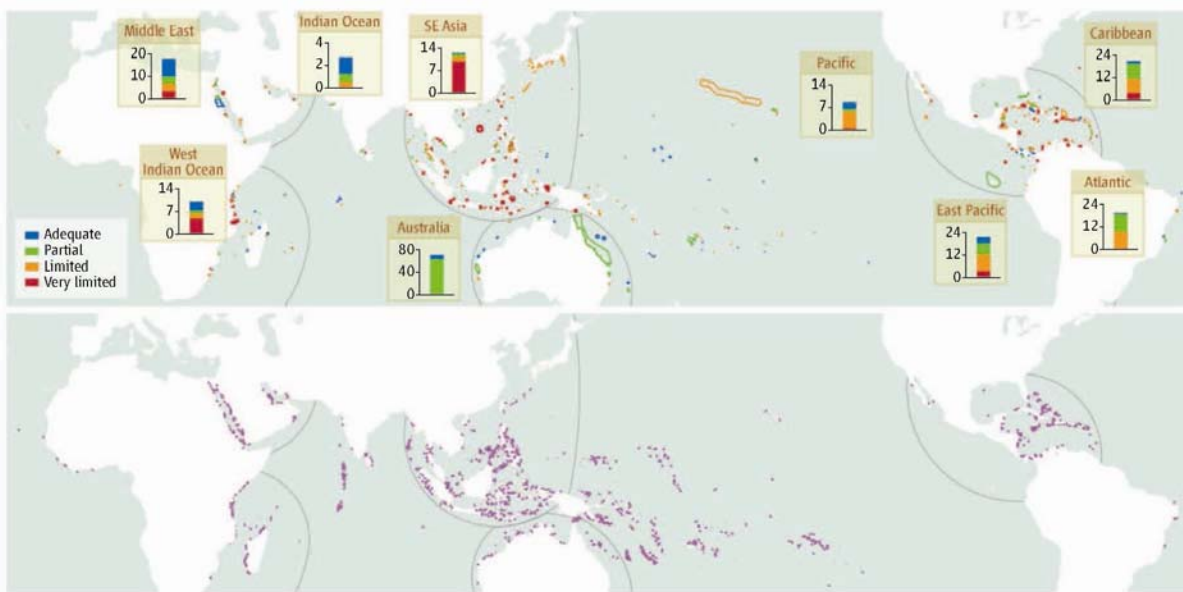 Middle East
20
10
0
Indian Ocean
4
2
0
SE Asia
14
7
0
Pacific
14
7
0
Caribbean
24
12
0
West
Indian Ocean
14
7
0
Australia
80
40
0
East Pacific
24
12
0
Atlantic
24
12
0
Adequate
Partial
Limited
Very limited